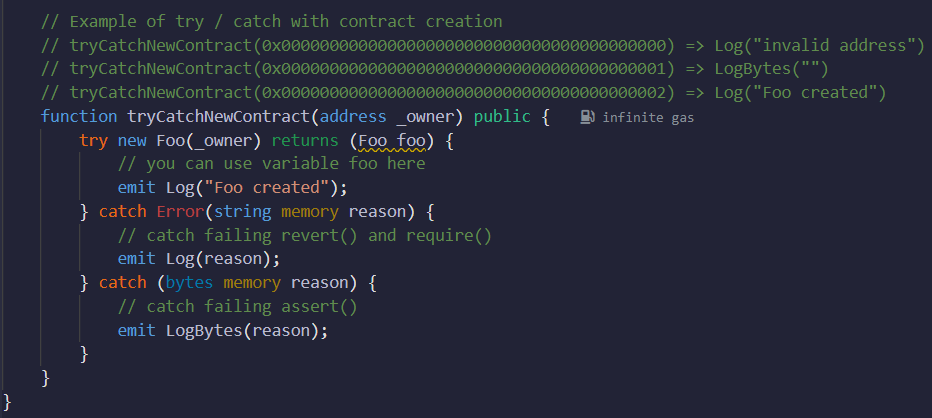 // Example of try / catch with contract creation
// tryCatchNewContract(0x0000000000000000000000000000000000000000) => Log("invalid address")
// tryCatchNewContract(0x0000000000000000000000000000000000000001) => LogBytes("")
// tryCatchNewContract(0x0000000000000000000000000000000000000002) => Log("Foo created")
function tryCatchNewContract(address _owner) public { infinite gas
try new Foo(_owner) returns (Foo foo) {
// you can use variable foo here
emit Log("Foo created");
} catch Error(string memory reason) {
// catch failing revert() and require()
emit Log(reason);
} catch (bytes memory reason) {
// catch failing assert()
emit LogBytes(reason);
}
}
}